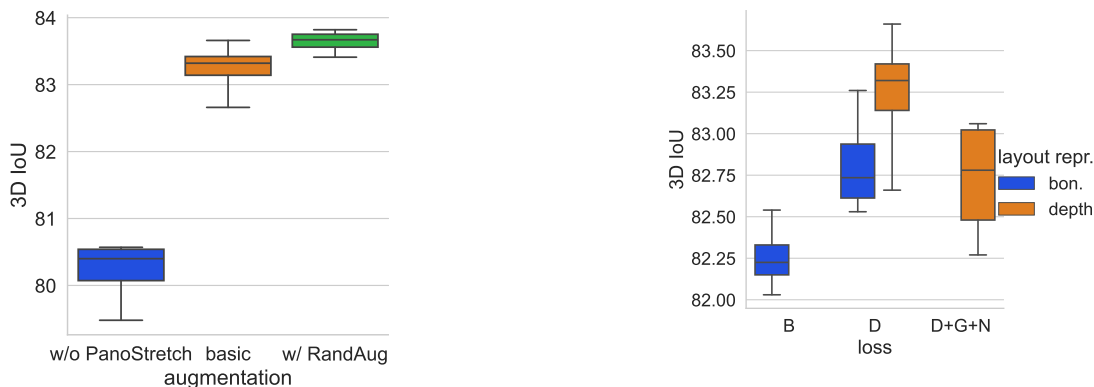 84
83
82
81
80
3D IoU
w/o PanoStretch basic w/ RandAug
augmentation
83.50
83.25
83.00
82.75
82.50
82.25
82.00
3D IoU
B D D+G+N
loss
layout repr.
bon.
depth